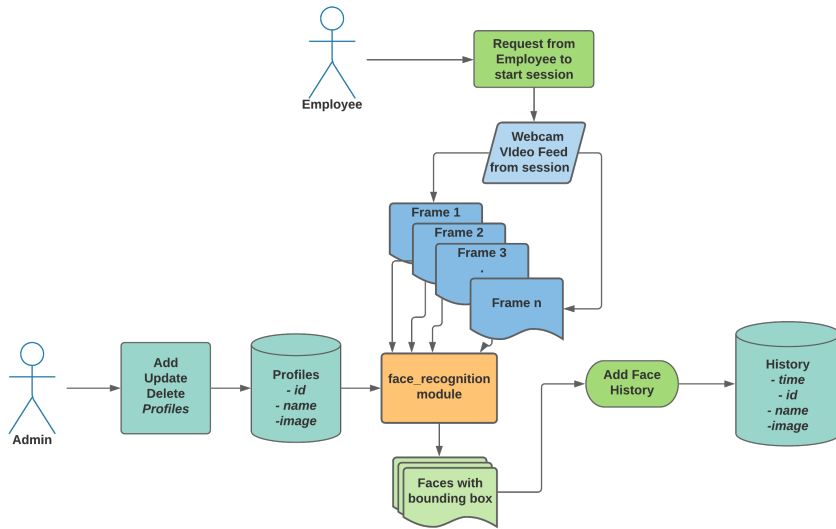 Request from
Employee to
start session
Employee
Webcam
VIdeo Feed
from session
Frame 1
Frame 2
Frame 3
.
Frame n
Admin
Add
Update
Delete
Profiles
Profiles
- id
- name
-image
face_recognition
module
Faces with
bounding box
Add Face
History
History
- time
- id
- name
-image